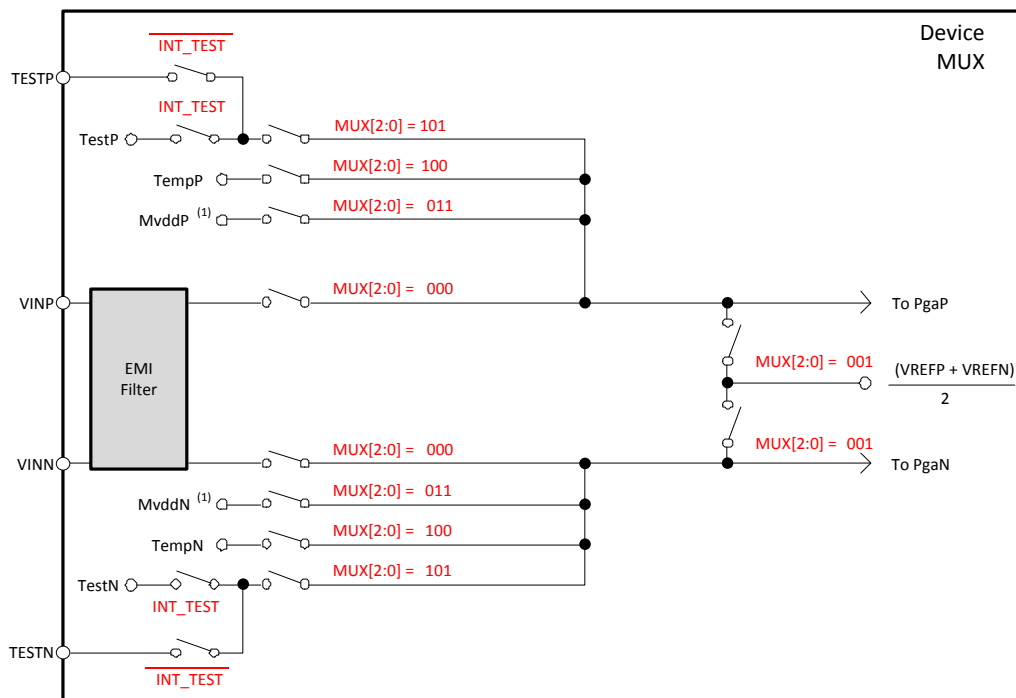 Device
MUX
INT_TEST
TESTP
INT_TEST
TestP
MUX[2:0] = 101
TempP
MUX[2:0] = 100
MvddP (1)
MUX[2:0] = 011
VINP
MUX[2:0] = 000
To PgaP
EMI
Filter
MUX[2:0] = 001
(VREFP + VREFN)
2
VINN
MUX[2:0] = 000
MUX[2:0] = 001
To PgaN
MvddN (1)
MUX[2:0] = 011
TempN
MUX[2:0] = 100
TestN
MUX[2:0] = 101
INT_TEST
TESTN
INT_TEST